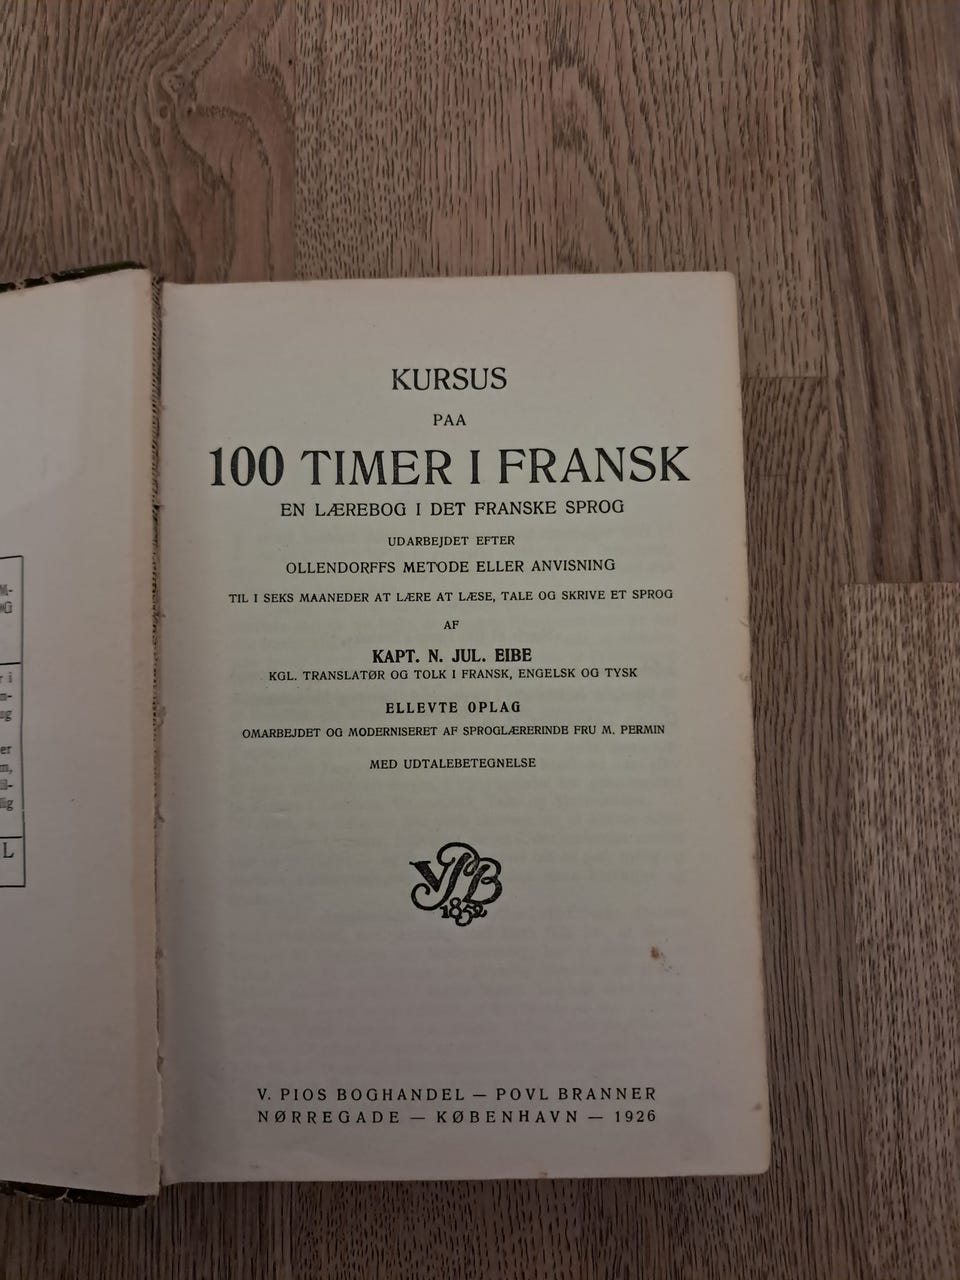 KURSUS
PAA
100 TIMER I FRANSK
EN LÆREBOG I DET FRANSKE SPROG
UDARBEJDET EFTER
OLLENDORFFS METODE ELLER ANVISNING
TIL I SEKS MAANEDER AT LÆRE AT LÆSE, TALE OG SKRIVE ET SPROG
AF
KAPT. N. JUL. EIBE
KGL. TRANSLATØR OG TOLK I FRANSK, ENGELSK OG TYSK
ELLEVTE OPLAG
OMARBEJDET OG MODERNISERET AF SPROGLÆRERINDE FRU M. PERMIN
MED UDTALEBETEGNELSE
VPB
1852
V. PIOS BOGHANDEL — POVL BRANNER
NØRREGADE — KØBENHAVN — 1926